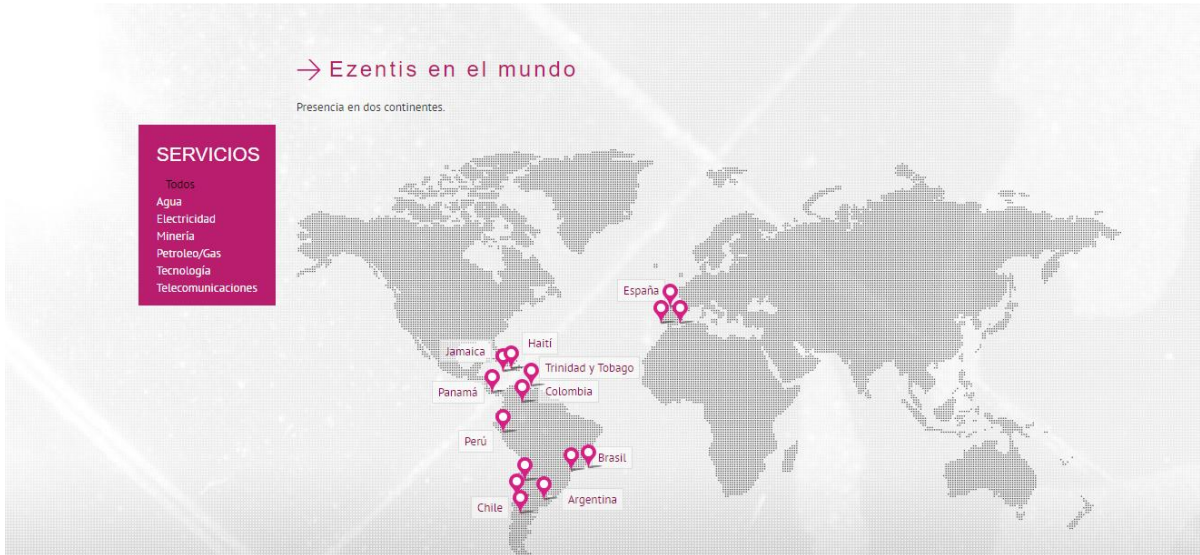 → Ezentis en el mundo
Presencia en dos continentes.
SERVICIOS
Todos
Agua
Electricidad
Minería
Petroleo/Gas
Tecnología
Telecomunicaciones
España
Haití
Jamaica
Trinidad y Tobago
Panamá
Colombia
Perú
Brasil
Argentina
Chile